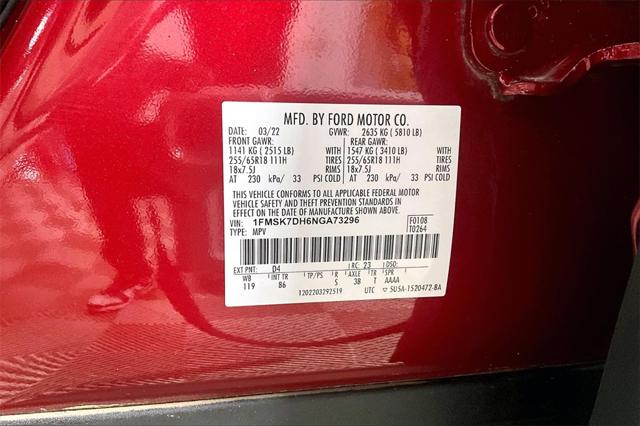 MFD. BY FORD MOTOR CO.
DATE: 03/22 GVWR: 2635 KG ( 5810 LB)
FRONT GAWR: REAR GAWR:
1141 KG ( 2515 LB) WITH 1547 KG ( 3410 LB) WITH
255/65R18 111H TIRES 255/65R18 111H TIRES
18x7.5J RIMS 18x7.5J RIMS
AT 230 kPa/ 33 PSI COLD AT 230 kPa/ 33 PSI COLD
THIS VEHICLE CONFORMS TO ALL APPLICABLE FEDERAL MOTOR
VEHICLE SAFETY AND THEFT PREVENTION STANDARDS IN
EFFECT ON THE DATE OF MANUFACTURE SHOWN ABOVE.
VIN: 1FMSK7DH6NGA73296 F0108
TYPE: MPV T0264
EXT PNT: D4 RC: 23 DSO:
WB INT TR TP/PS R AXLE TR SPR
119 86 S 3B T AAAA
1202203292519 UTC 5U5A-1520472-BA